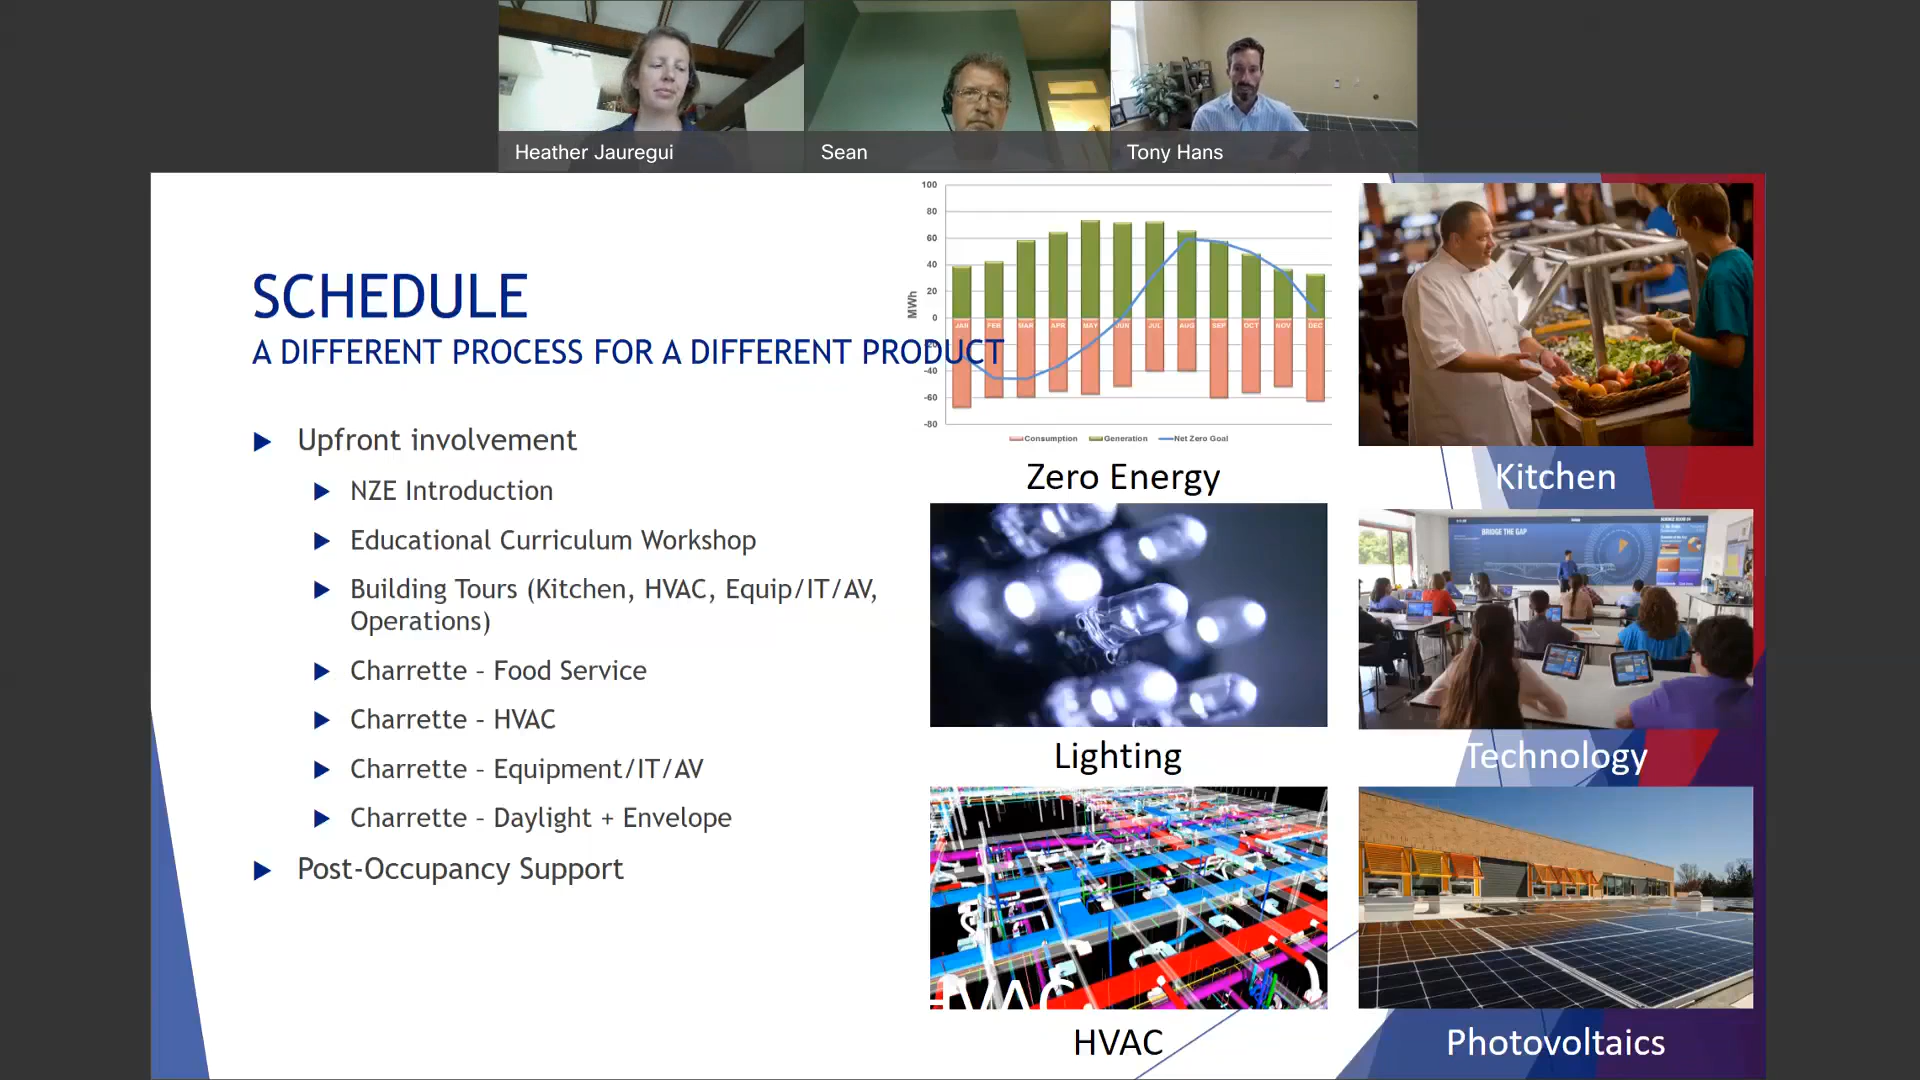 Heather Jauregui
Sean
Tony Hans
SCHEDULE
A DIFFERENT PROCESS FOR A DIFFERENT PRODUCT
Upfront involvement
NZE Introduction
Educational Curriculum Workshop
Building Tours (Kitchen, HVAC, Equip/IT/AV,
Operations)
Charrette - Food Service
Charrette - HVAC
Charrette - Equipment/IT/AV
Charrette - Daylight + Envelope
Post-Occupancy Support
MWh
100
80
60
40
20
0
-40
-60
-80
JAN FEB MAR APR MAY JUN JUL AUG SEP OCT NOV DEC
Consumption Generation Net Zero Goal
Zero Energy
Kitchen
BRIDGE THE GAP
Lighting
Technology
HVAC
HVAC
Photovoltaics